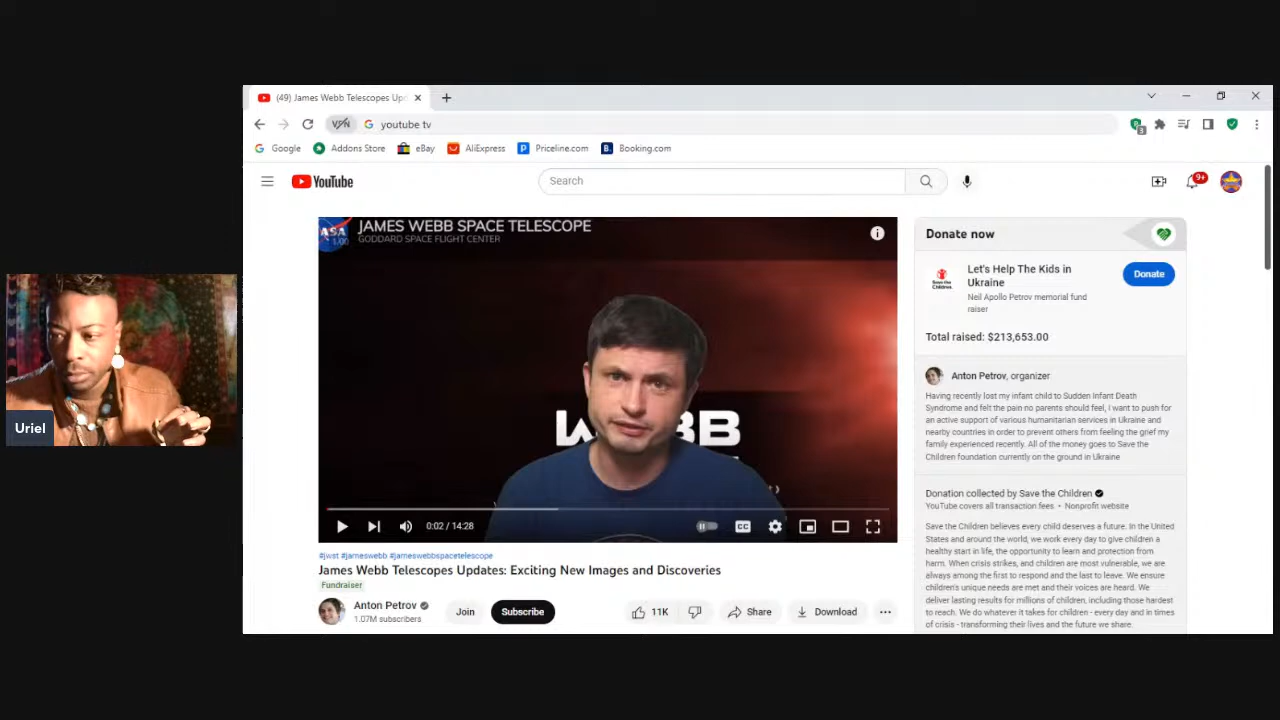 (49) James Webb Telescopes Up
VPN
youtube tv
Google
Addons Store
eBay
AliExpress
Priceline.com
Booking.com
YouTube
Search
9+
JAMES WEBB SPACE TELESCOPE
GODDARD SPACE FLIGHT CENTER
0:02 / 14:28
CC
Donate now
Let's Help The Kids in
Ukraine
Neil Apollo Petrov memorial fund
raiser
Donate
Save the
Children.
Total raised: $213,653.00
Anton Petrov, organizer
Having recently lost my infant child to Sudden Infant Death
Syndrome and felt the pain no parents should feel, I want to push for
an active support of various humanitarian services in Ukraine and
nearby countries in order to prevent others from feeling the grief my
family experienced recently. All of the money goes to Save the
Children foundation currently on the ground in Ukraine
Donation collected by Save the Children
YouTube covers all transaction fees • Nonprofit website
Save the Children believes every child deserves a future. In the United
States and around the world, we work every day to give children a
healthy start in life, the opportunity to learn and protection from
harm. When crisis strikes, and children are most vulnerable, we are
always among the first to respond and the last to leave. We ensure
children's unique needs are met and their voices are heard. We
deliver lasting results for millions of children, including those hardest
to reach. We do whatever it takes for children - every day and in times
of crisis - transforming their lives and the future we share.
#jwst #jameswebb #jameswebbspacetelescope
James Webb Telescopes Updates: Exciting New Images and Discoveries
Fundraiser
Anton Petrov
1.07M subscribers
Join
Subscribe
11K
Share
Download
Uriel